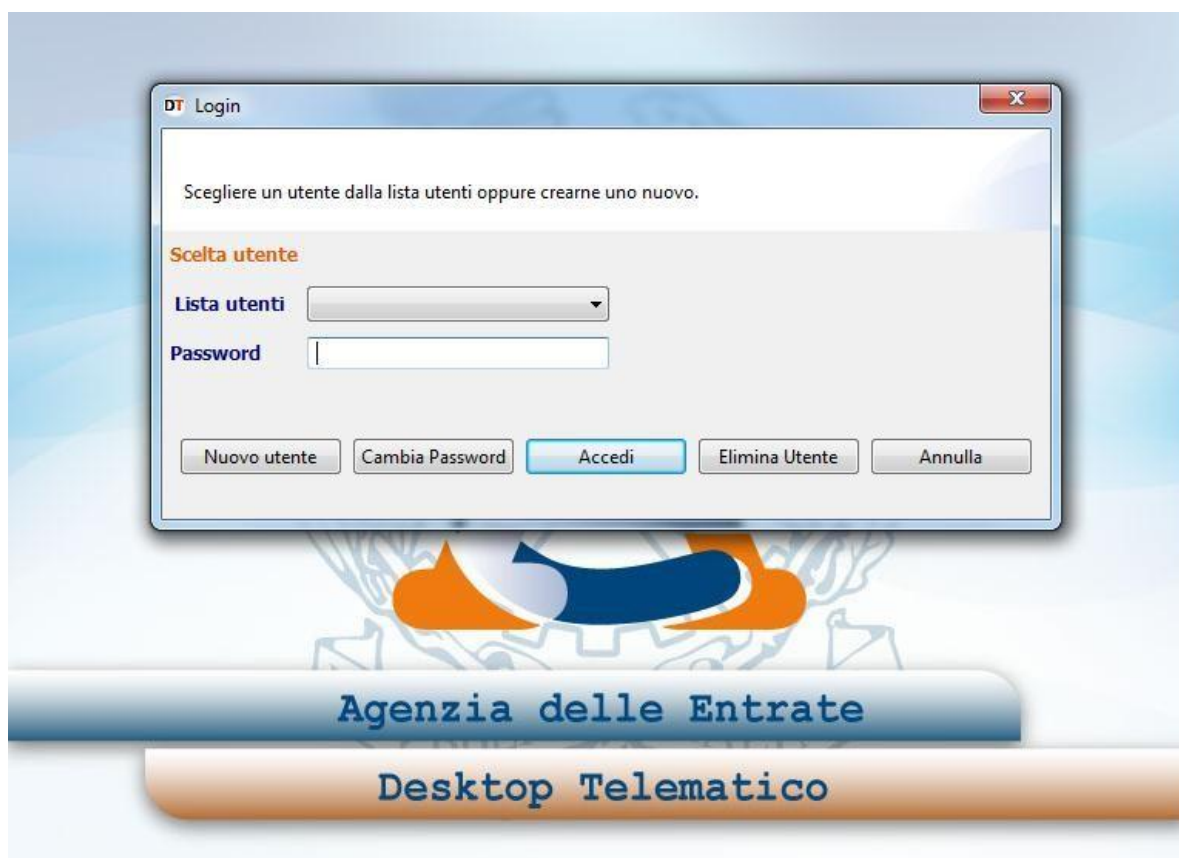 DT Login
Scegliere un utente dalla lista utenti oppure crearne uno nuovo.
Scelta utente
Lista utenti
Password
Nuovo utente Cambia Password Accedi Elimina Utente Annulla
Agenzia delle Entrate
Desktop Telematico